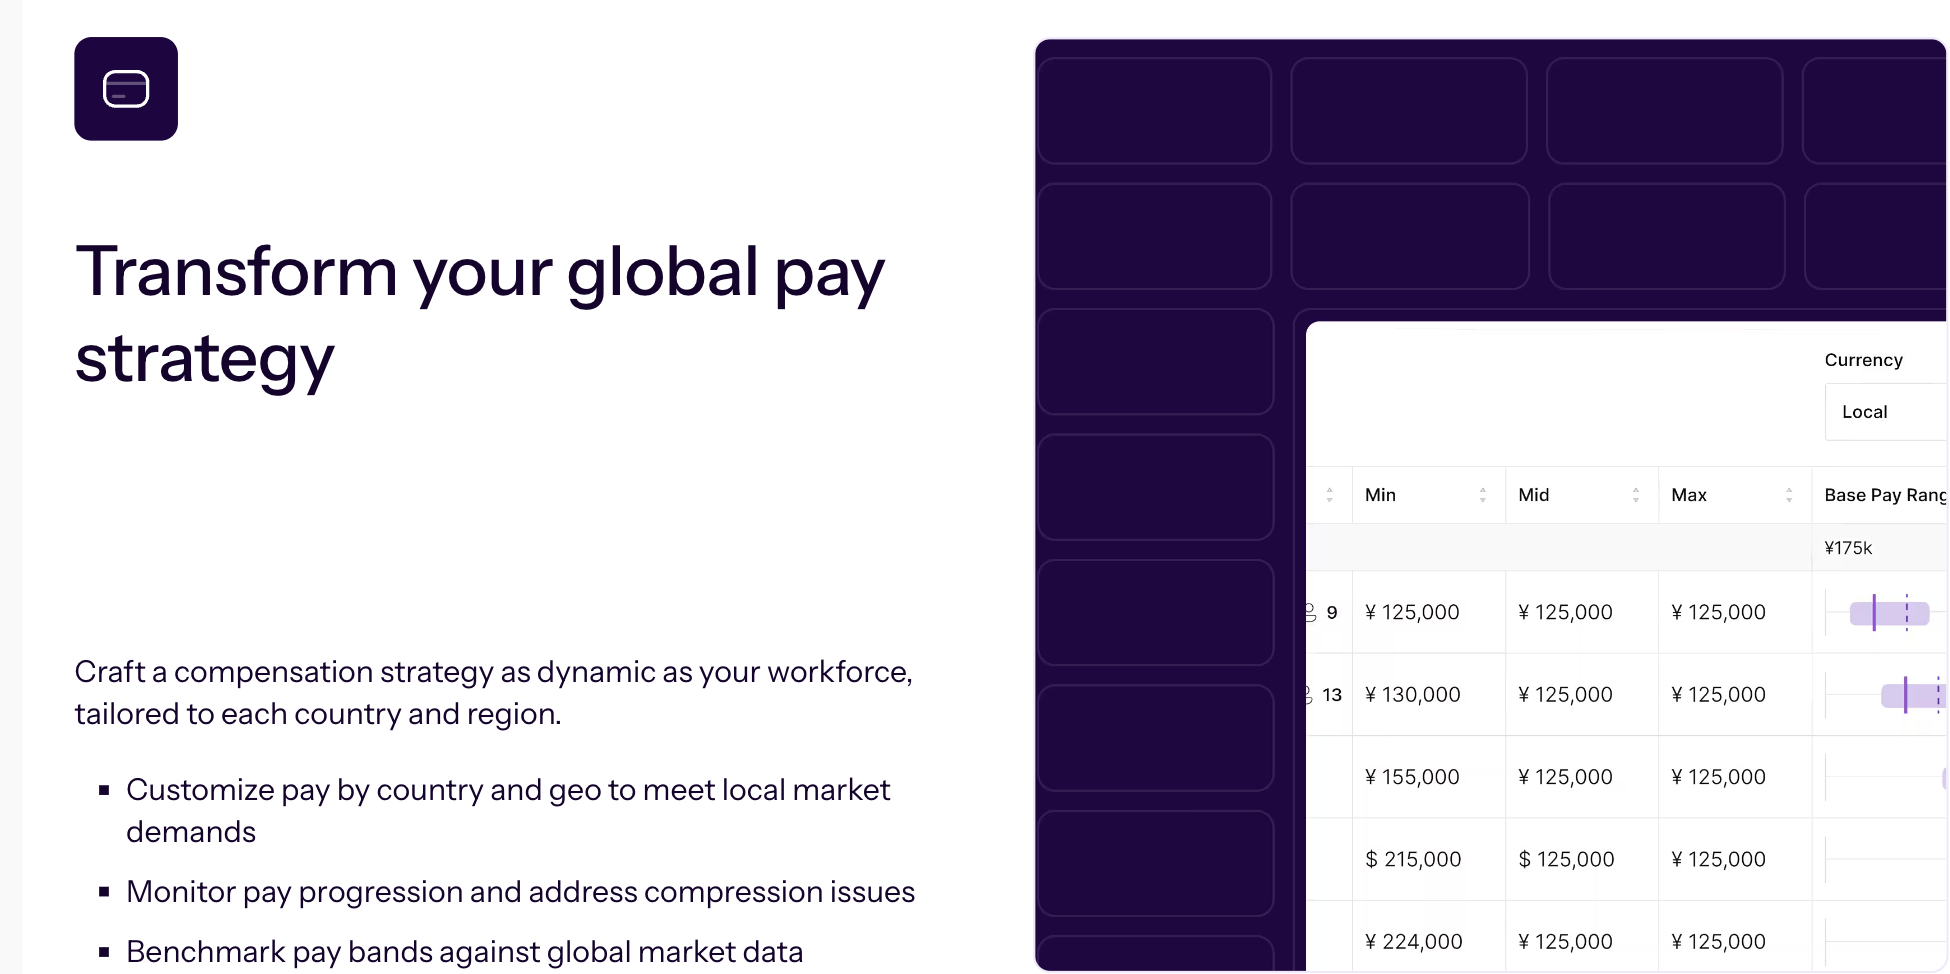 Transform your global pay
strategy
Craft a compensation strategy as dynamic as your workforce,
tailored to each country and region.
▪ Customize pay by country and geo to meet local market
demands
▪ Monitor pay progression and address compression issues
▪ Benchmark pay bands against global market data
Currency
Local
Min Mid Max Base Pay Rang
¥175k
9 ¥ 125,000 ¥ 125,000 ¥ 125,000
13 ¥ 130,000 ¥ 125,000 ¥ 125,000
¥ 155,000 ¥ 125,000 ¥ 125,000
$ 215,000 $ 125,000 ¥ 125,000
¥ 224,000 ¥ 125,000 ¥ 125,000